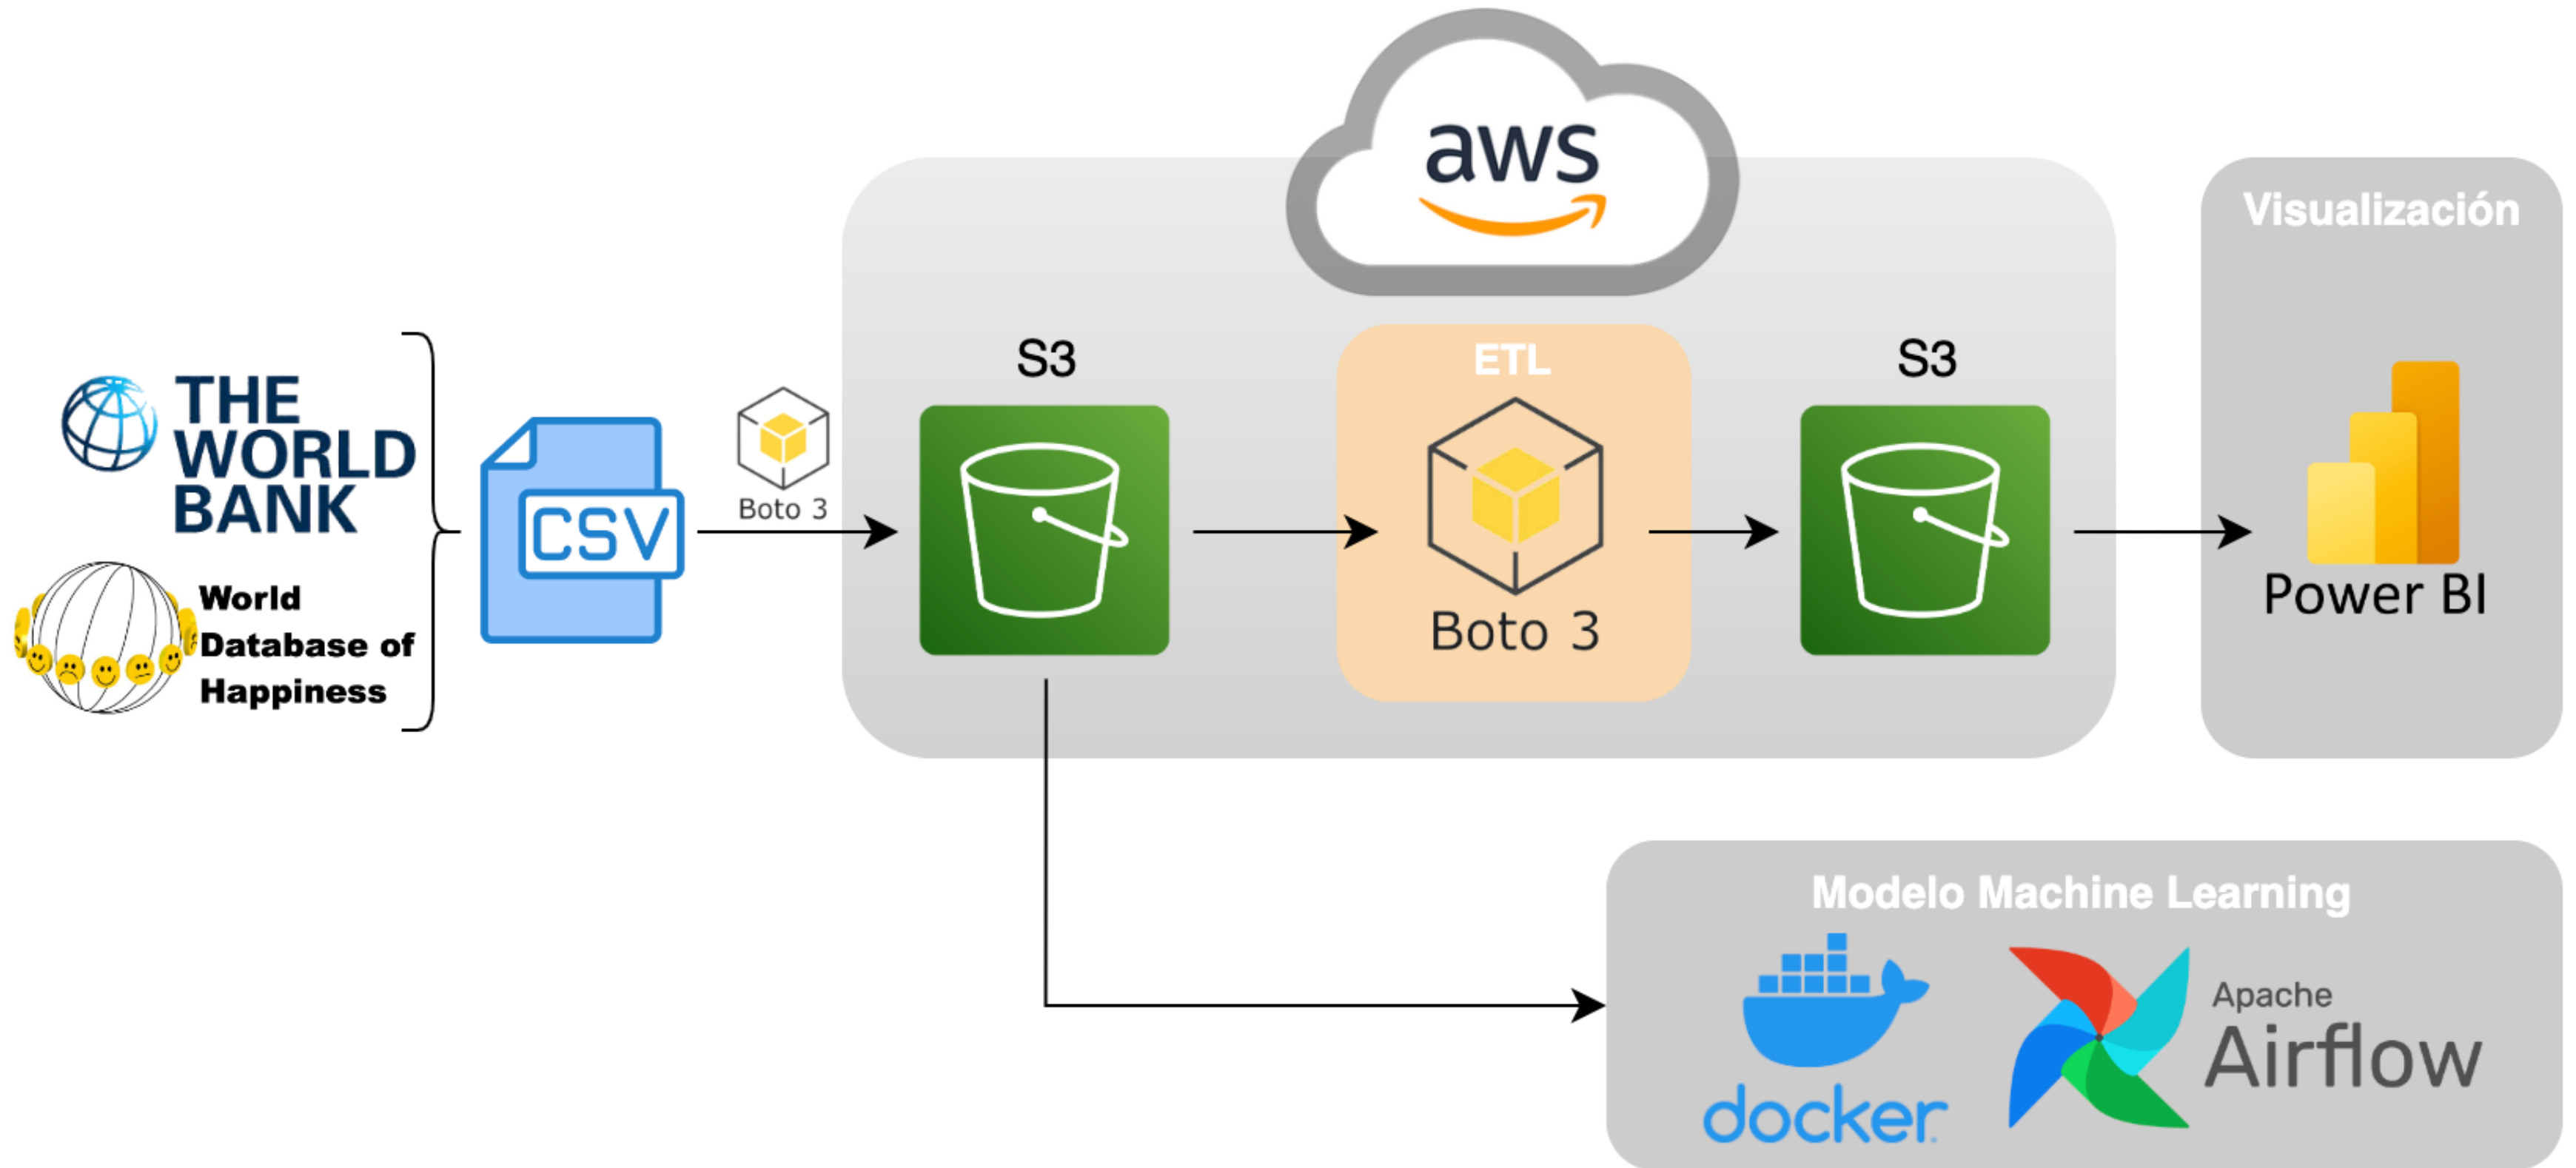 aws
Visualización
S3
ETL
S3
THE
WORLD
BANK
World
Database of
Happiness
CSV
Boto 3
Boto 3
Power BI
Modelo Machine Learning
docker
Apache
Airflow